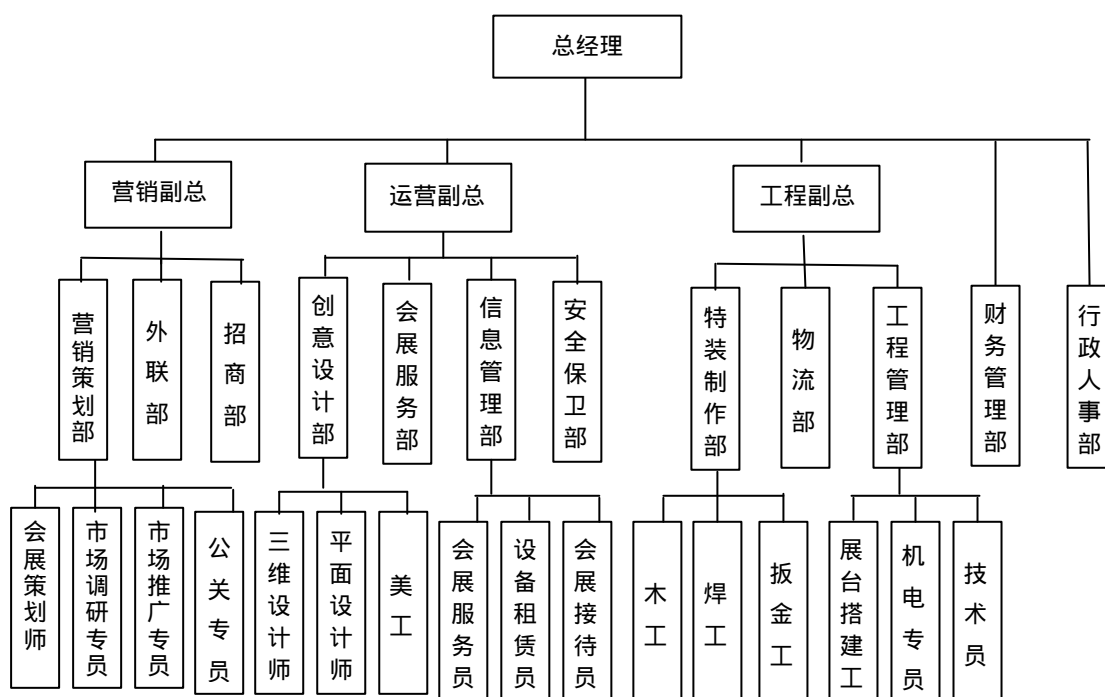 总经理
营销副总
运营副总
工程副总
营销策划部
外联部
招商部
创意设计部
会展服务部
信息管理部
安全保卫部
特装制作部
物流部
工程管理部
财务管理部
行政人事部
会展策划师
市场调研专员
市场推广专员
公关专员
三维设计师
平面设计师
美工
会展服务员
设备租赁员
会展接待员
木工
焊工
扳金工
展台搭建工
机电专员
技术员